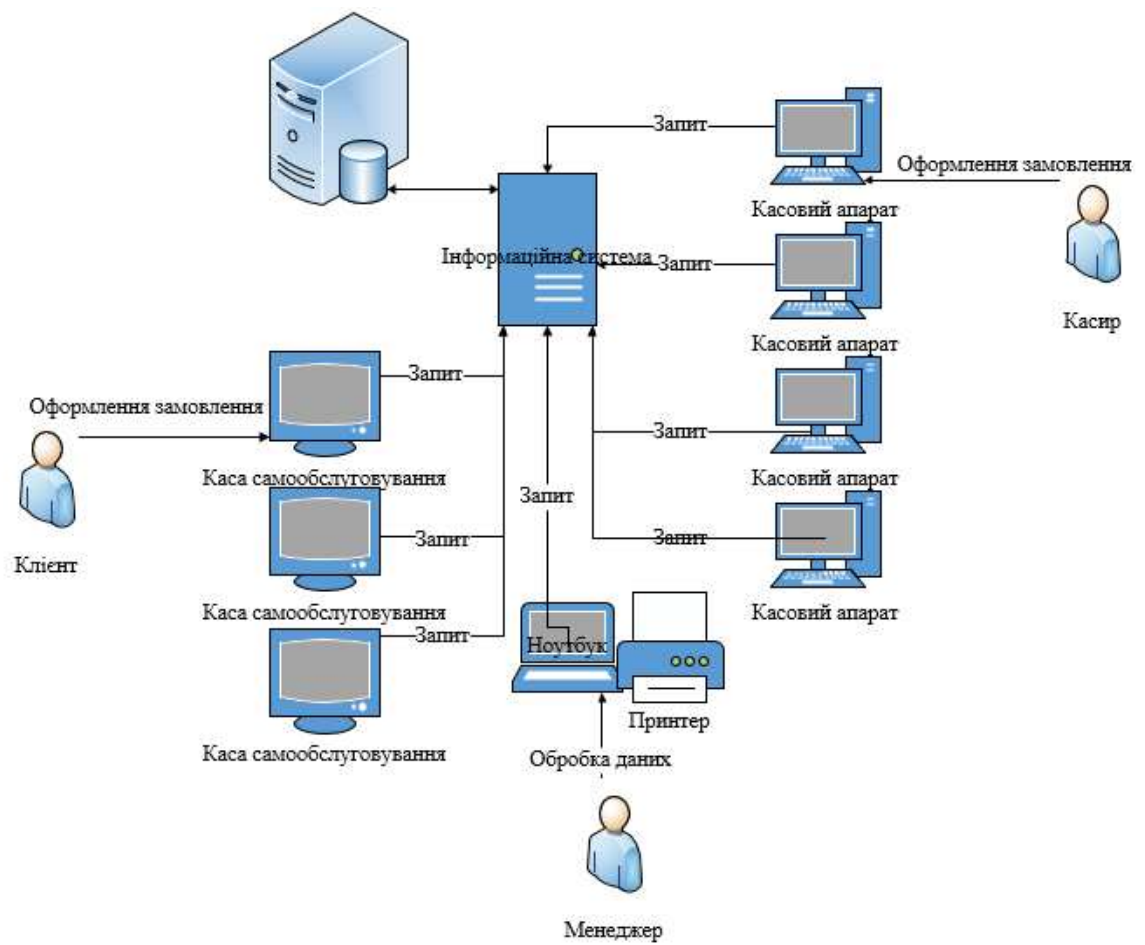 Запит
Оформлення замовлення
Касовий апарат
Інформаційна система
Запит
Касир
Касовий апарат
Запит
Оформлення замовлення
Запит
Каса самообслуговування
Касовий апарат
Запит
Запит
Запит
Клієнт
Каса самообслуговування
Касовий апарат
Запит
Ноутбук
Принтер
Каса самообслуговування
Обробка даних
Менеджер